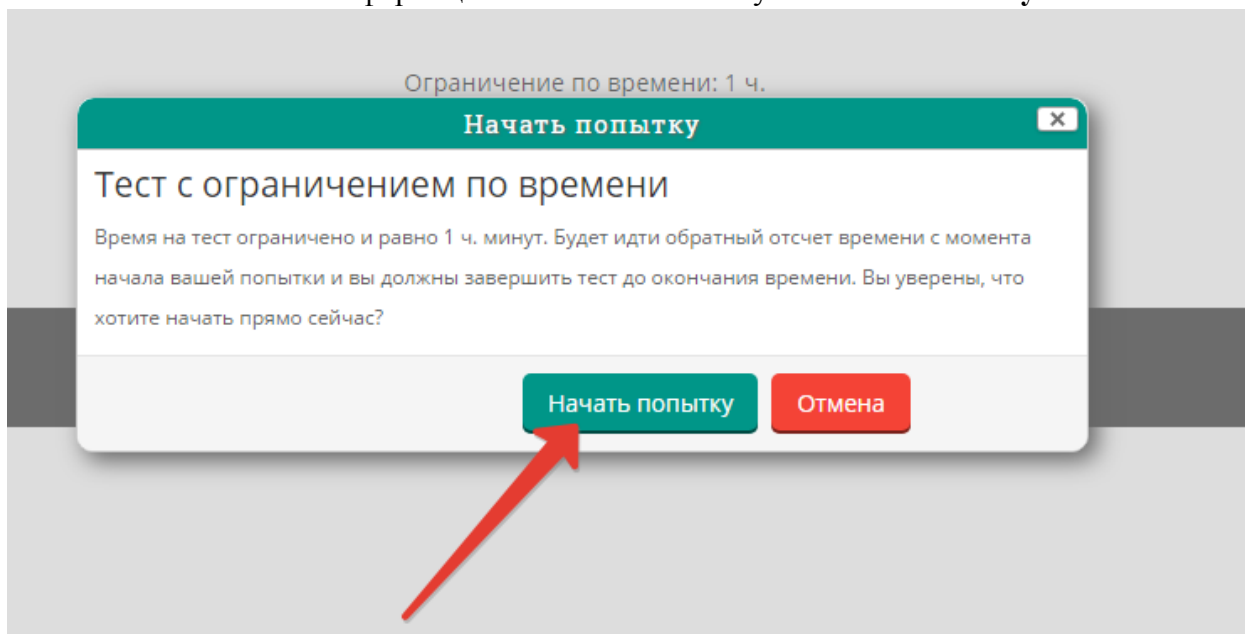 Ограничение по времени: 1 ч.
Начать попытку
Тест с ограничением по времени
Время на тест ограничено и равно 1 ч. минут. Будет идти обратный отсчет времени с момента
начала вашей попытки и вы должны завершить тест до окончания времени. Вы уверены, что
хотите начать прямо сейчас?
Начать попытку Отмена